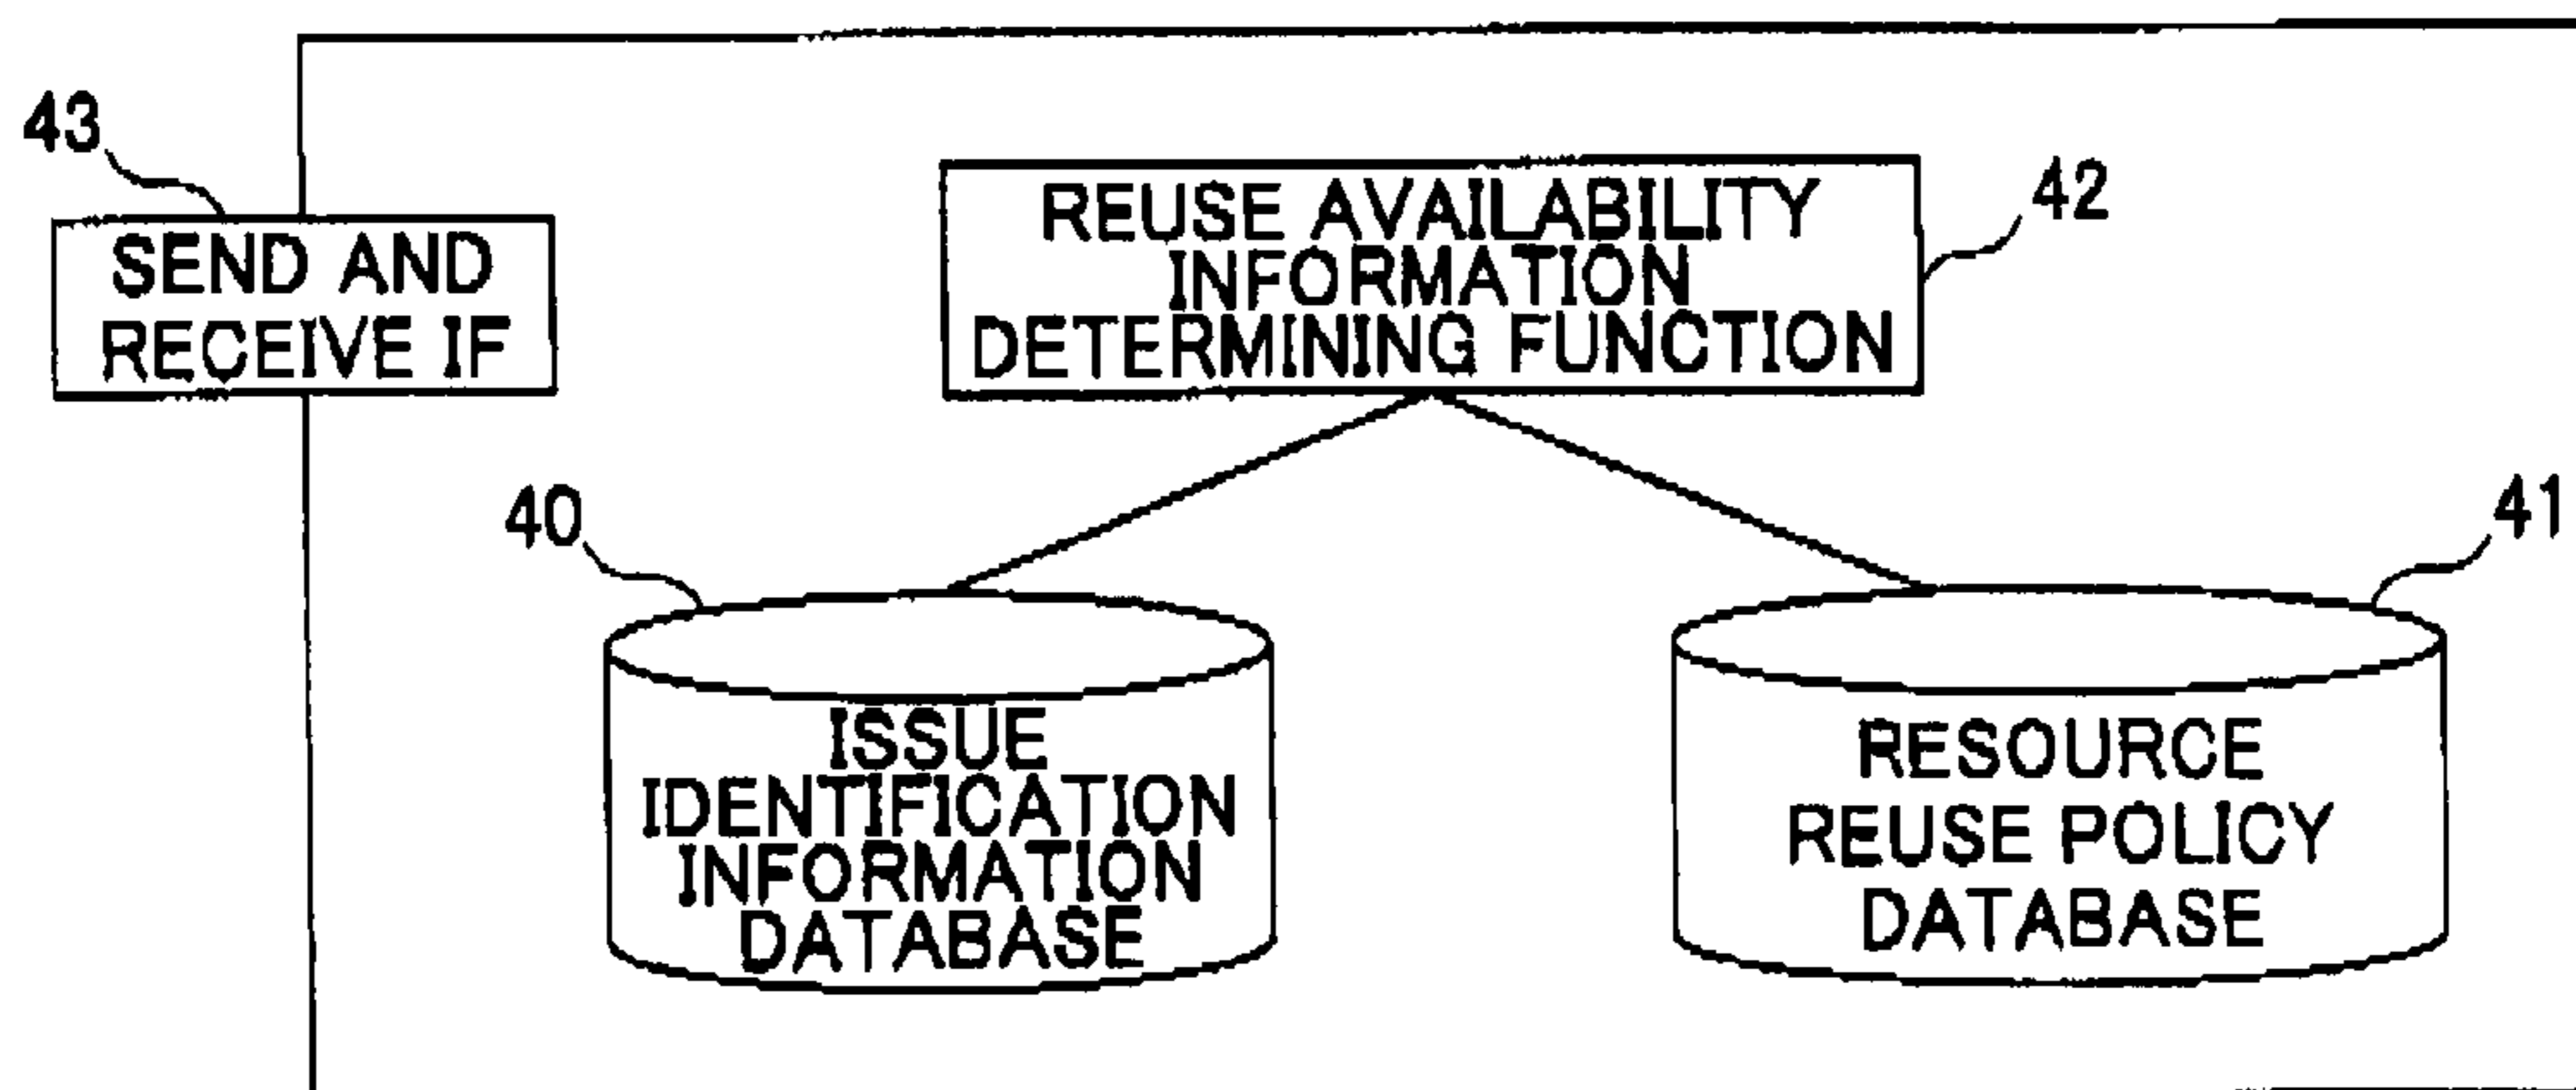 43
SEND AND
RECEIVE IF
REUSE AVAILABILITY
INFORMATION
DETERMINING FUNCTION
42
40
ISSUE
IDENTIFICATION
INFORMATION
DATABASE
41
RESOURCE
REUSE POLICY
DATABASE